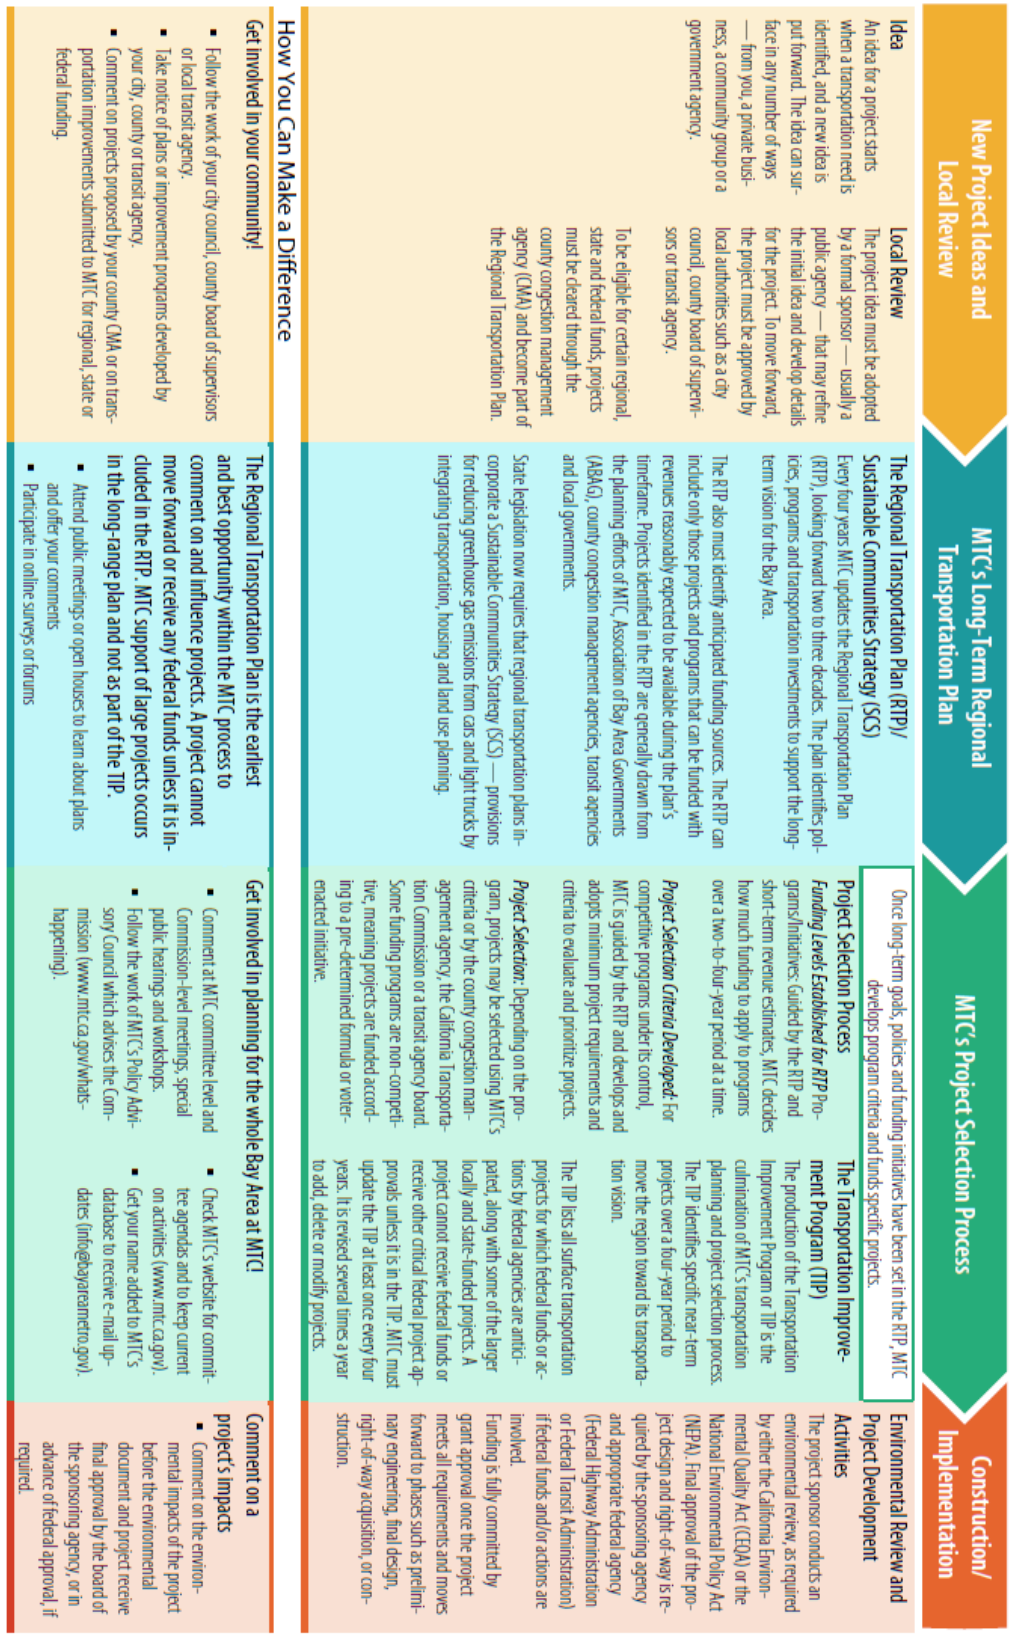 New Project Ideas and
Local Review
MTC's Long-Term Regional
Transportation Plan
MTC's Project Selection Process
Construction/
Implementation
Idea
An idea for a project starts
when a transportation need is
identified, and a new idea is
put forward. The idea can sur-
face in any number of ways
— from you, a private busi-
ness, a community group or a
government agency.
Local Review
The project idea must be adopted
by a formal sponsor — usually a
public agency — that may refine
the initial idea and develop details
for the project. To move forward,
the project must be approved by
local authorities such as a city
council, county board of supervi-
sors or transit agency.
To be eligible for certain regional,
state and federal funds, projects
must be cleared through the
county congestion management
agency (CMA) and become part of
the Regional Transportation Plan.
The Regional Transportation Plan (RTP)/
Sustainable Communities Strategy (SCS)
Every four years MTC updates the Regional Transportation Plan
(RTP), looking forward two to three decades. The plan identifies pol-
icies, programs and transportation investments to support the long-
term vision for the Bay Area.
The RTP also must identify anticipated funding sources. The RTP can
include only those projects and programs that can be funded with
revenues reasonably expected to be available during the plan's
timeframe. Projects identified in the RTP are generally drawn from
the planning efforts of MTC, Association of Bay Area Governments
(ABAG), county congestion management agencies, transit agencies
and local governments.
State legislation now requires that regional transportation plans in-
corporate a Sustainable Communities Strategy (SCS) — provisions
for reducing greenhouse gas emissions from cars and light trucks by
integrating transportation, housing and land use planning.
Once long-term goals, policies and funding initiatives have been set in the RTP, MTC
develops program criteria and funds specific projects.
Project Selection Process
Funding Levels Established for RTP Pro-
grams/Initiatives: Guided by the RTP and
short-term revenue estimates, MTC decides
how much funding to apply to programs
over a two-to-four-year period at a time.
Project Selection Criteria Developed: For
competitive programs under its control,
MTC is guided by the RTP and develops and
adopts minimum project requirements and
criteria to evaluate and prioritize projects.
Project Selection: Depending on the pro-
gram, projects may be selected using MTC's
criteria or by the county congestion man-
agement agency, the California Transporta-
tion Commission or a transit agency board.
Some funding programs are non-competi-
tive, meaning projects are funded accord-
ing to a pre-determined formula or voter-
enacted initiative.
The Transportation Improve-
ment Program (TIP)
The production of the Transportation
Improvement Program or TIP is the
culmination of MTC's transportation
planning and project selection process.
The TIP identifies specific near-term
projects over a four-year period to
move the region toward its transporta-
tion vision.
The TIP lists all surface transportation
projects for which federal funds or ac-
tions by federal agencies are antici-
pated, along with some of the larger
locally and state-funded projects. A
project cannot receive federal funds or
receive other critical federal project ap-
provals unless it is in the TIP. MTC must
update the TIP at least once every four
years. It is revised several times a year
to add, delete or modify projects.
Environmental Review and
Project Development
Activities
The project sponsor conducts an
environmental review, as required
by either the California Environ-
mental Quality Act (CEQA) or the
National Environmental Policy Act
(NEPA). Final approval of the pro-
ject design and right-of-way is re-
quired by the sponsoring agency
and appropriate federal agency
(Federal Highway Administration
or Federal Transit Administration)
if federal funds and/or actions are
involved.
Funding is fully committed by
grant approval once the project
meets all requirements and moves
forward to phases such as prelimi-
nary engineering, final design,
right-of-way acquisition, or con-
struction.
How You Can Make a Difference
Get involved in your community!
▪ Follow the work of your city council, county board of supervisors
or local transit agency.
▪ Take notice of plans or improvement programs developed by
your city, county or transit agency.
▪ Comment on projects proposed by your county CMA or on trans-
portation improvements submitted to MTC for regional, state or
federal funding.
The Regional Transportation Plan is the earliest
and best opportunity within the MTC process to
comment on and influence projects. A project cannot
move forward or receive any federal funds unless it is in-
cluded in the RTP. MTC support of large projects occurs
in the long-range plan and not as part of the TIP.
▪ Attend public meetings or open houses to learn about plans
and offer your comments
▪ Participate in online surveys or forums
Get involved in planning for the whole Bay Area at MTC!
▪ Comment at MTC committee level and
Commission-level meetings, special
public hearings and workshops.
▪ Follow the work of MTC's Policy Advi-
sory Council which advises the Com-
mission (www.mtc.ca.gov/whats-
happening).
▪ Check MTC's website for commit-
tee agendas and to keep current
on activities (www.mtc.ca.gov).
▪ Get your name added to MTC's
database to receive e-mail up-
dates (info@bayareametro.gov).
Comment on a
project's impacts
▪ Comment on the environ-
mental impacts of the project
before the environmental
document and project receive
final approval by the board of
the sponsoring agency, or in
advance of federal approval, if
required.